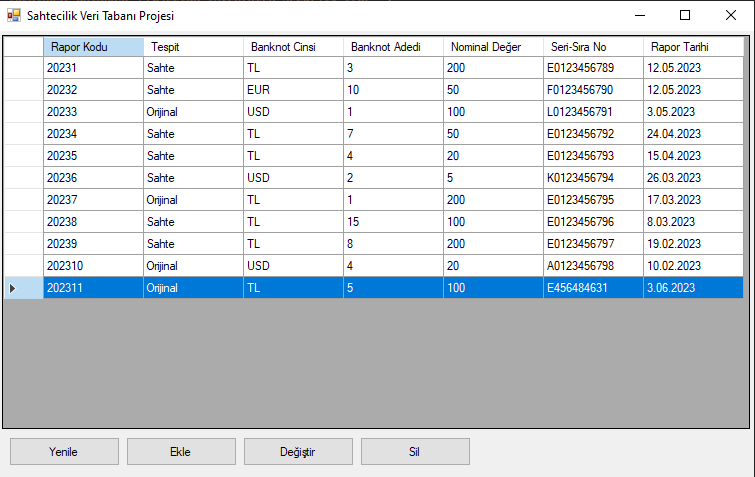 Sahtecilik Veri Tabanı Projesi
Rapor Kodu Tespit Banknot Cinsi Banknot Adedi Nominal Değer Seri-Sıra No Rapor Tarihi
20231 Sahte TL 3 200 E0123456789 12.05.2023
20232 Sahte EUR 10 50 F0123456790 12.05.2023
20233 Orijinal USD 1 100 L0123456791 3.05.2023
20234 Sahte TL 7 50 E0123456792 24.04.2023
20235 Sahte TL 4 20 E0123456793 15.04.2023
20236 Sahte USD 2 5 K0123456794 26.03.2023
20237 Orijinal TL 1 200 E0123456795 17.03.2023
20238 Sahte TL 15 100 E0123456796 8.03.2023
20239 Sahte TL 8 200 E0123456797 19.02.2023
202310 Orijinal USD 4 20 A0123456798 10.02.2023
202311 Orijinal TL 5 100 E456484631 3.06.2023
Yenile Ekle Değiştir Sil